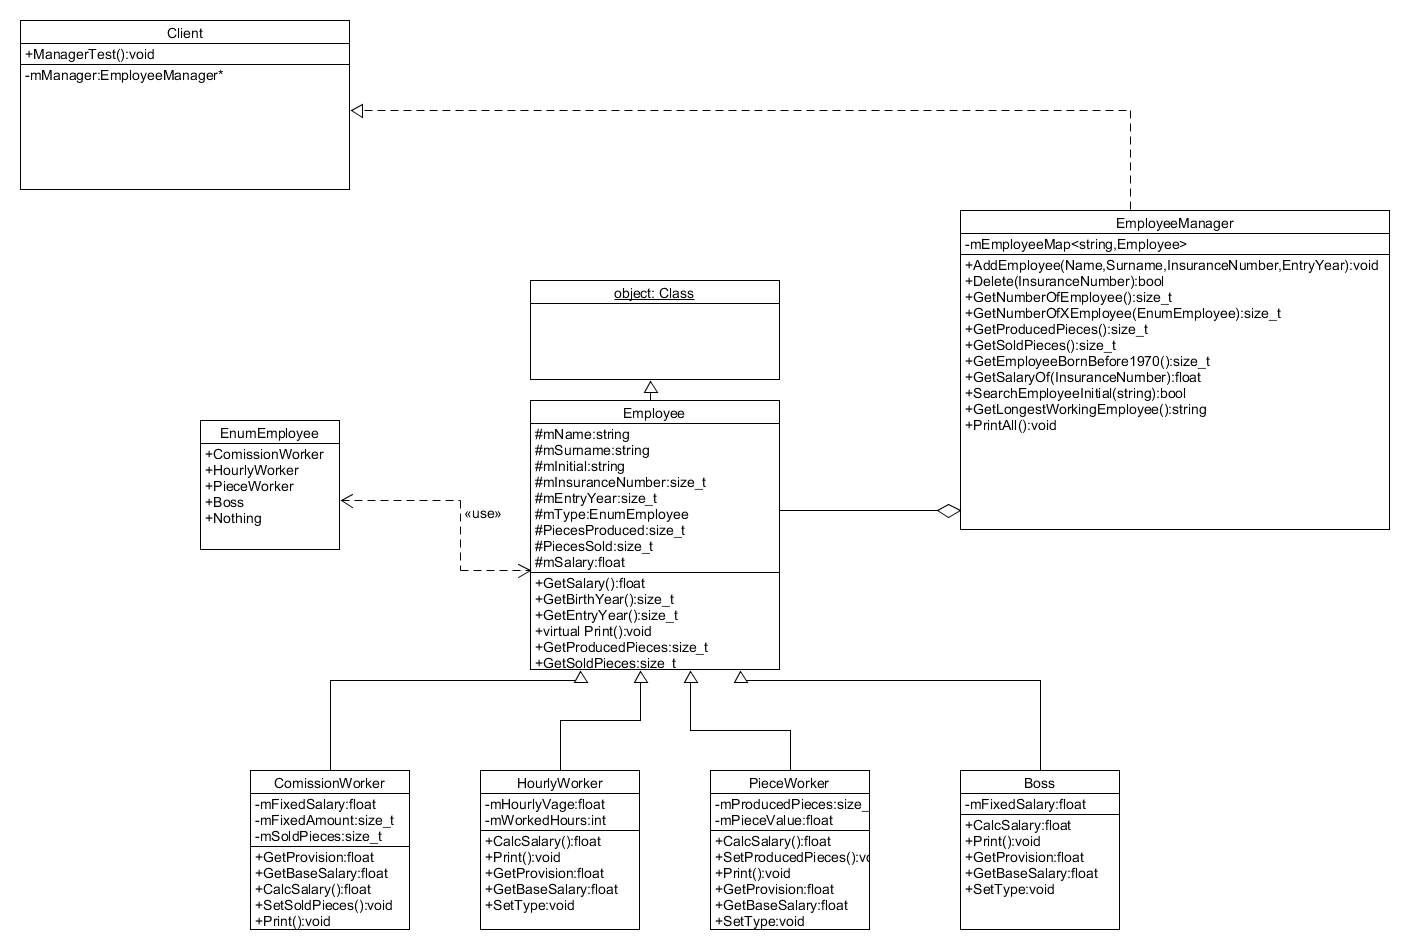 Client
+ManagerTest():void
-mManager:EmployeeManager*
EmployeeManager
-mEmployeeMap<string,Employee>
+AddEmployee(Name,Surname,InsuranceNumber,EntryYear):void
+Delete(InsuranceNumber):bool
+GetNumberOfEmployee():size_t
+GetNumberOfXEmployee(EnumEmployee):size_t
+GetProducedPieces():size_t
+GetSoldPieces():size_t
+GetEmployeeBornBefore1970():size_t
+GetSalaryOf(InsuranceNumber):float
+SearchEmployeeInitial(string):bool
+GetLongestWorkingEmployee():string
+PrintAll():void
object: Class
Employee
#mName:string
#mSurname:string
#mInitial:string
#mInsuranceNumber:size_t
#mEntryYear:size_t
#mType:EnumEmployee
#PiecesProduced:size_t
#PiecesSold:size_t
#mSalary:float
+GetSalary():float
+GetBirthYear():size_t
+GetEntryYear():size_t
+virtual Print():void
+GetProducedPieces:size_t
+GetSoldPieces:size_t
EnumEmployee
+ComissionWorker
+HourlyWorker
+PieceWorker
+Boss
+Nothing
«use»
ComissionWorker
-mFixedSalary:float
-mFixedAmount:size_t
-mSoldPieces:size_t
+GetProvision:float
+GetBaseSalary:float
+CalcSalary():float
+SetSoldPieces():void
+Print():void
HourlyWorker
-mHourlyVage:float
-mWorkedHours:int
+CalcSalary():float
+Print():void
+GetProvision:float
+GetBaseSalary:float
+SetType:void
PieceWorker
-mProducedPieces:size_
-mPieceValue:float
+CalcSalary():float
+SetProducedPieces():vo
+Print():void
+GetProvision:float
+GetBaseSalary:float
+SetType:void
Boss
-mFixedSalary:float
+CalcSalary:float
+Print():void
+GetProvision:float
+GetBaseSalary:float
+SetType:void